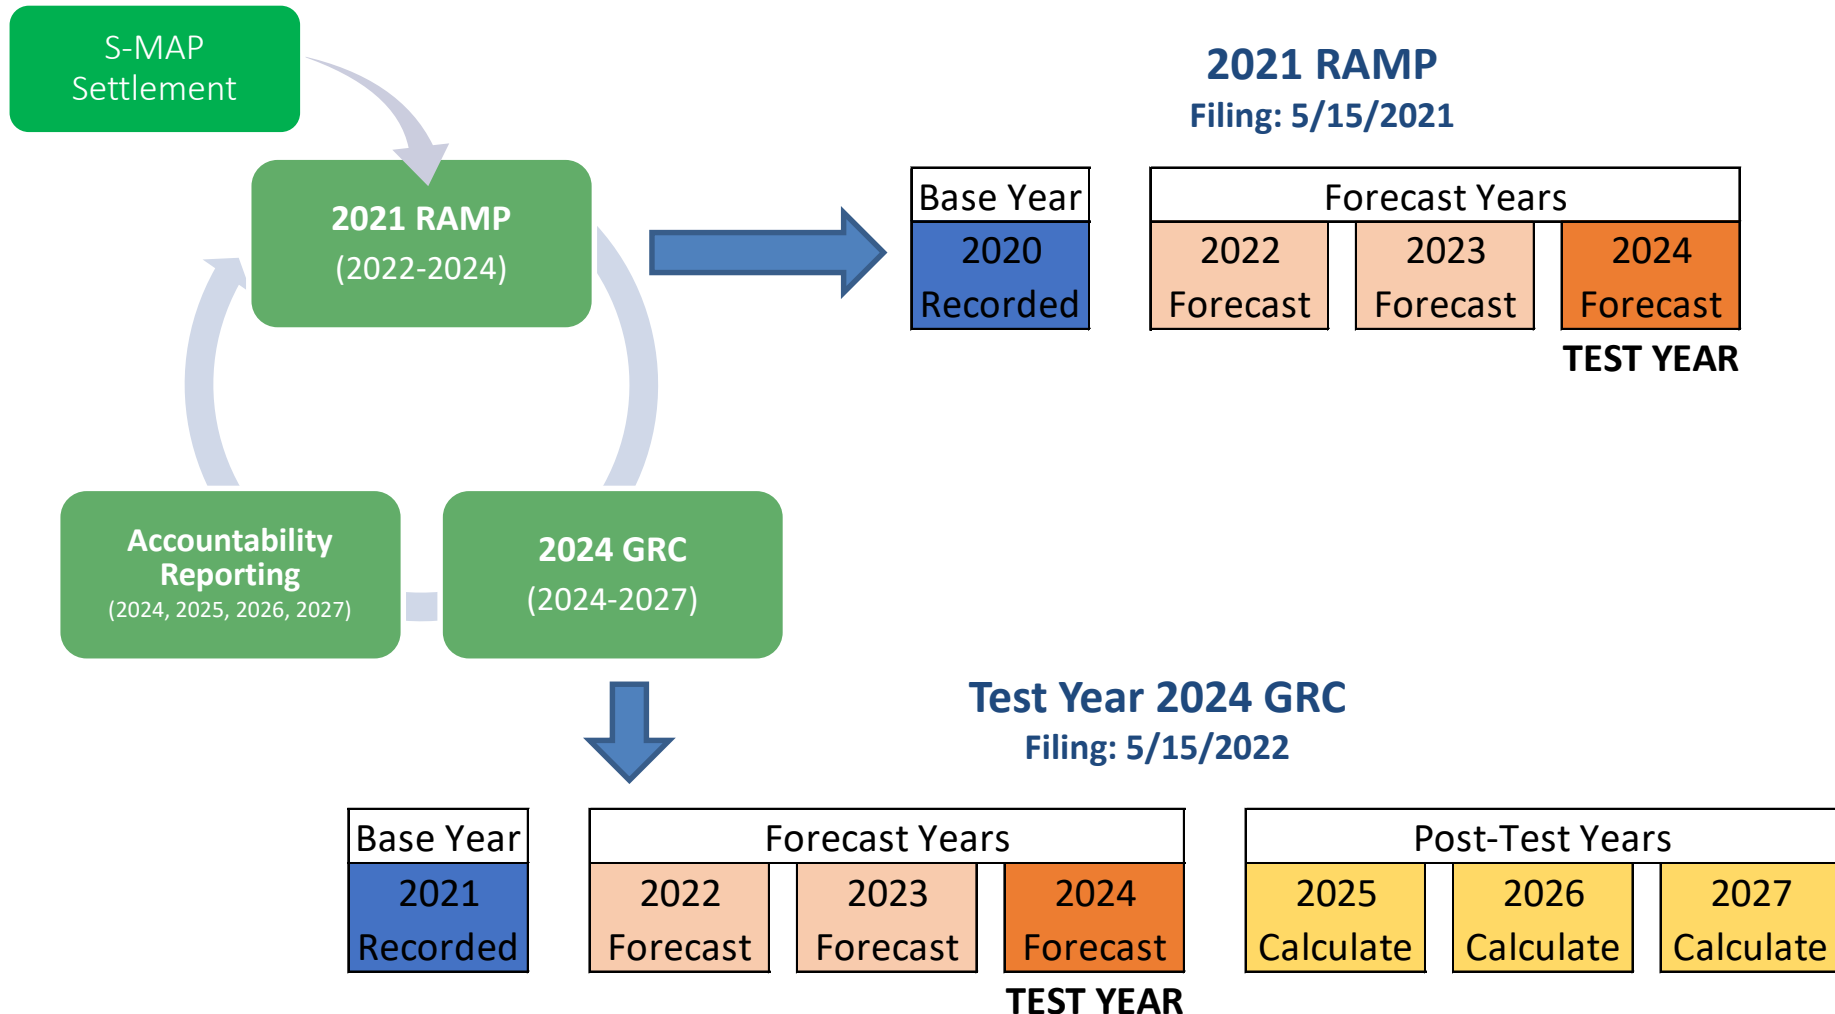 S-MAP
Settlement
2021 RAMP
(2022-2024)
Accountability
Reporting
(2024, 2025, 2026, 2027)
2024 GRC
(2024-2027)
2021 RAMP
Filing: 5/15/2021
Base Year
Forecast Years
2020
Recorded
2022
Forecast
2023
Forecast
2024
Forecast
TEST YEAR
Test Year 2024 GRC
Filing: 5/15/2022
Base Year
Forecast Years
Post-Test Years
2021
Recorded
2022
Forecast
2023
Forecast
2024
Forecast
2025
Calculate
2026
Calculate
2027
Calculate
TEST YEAR